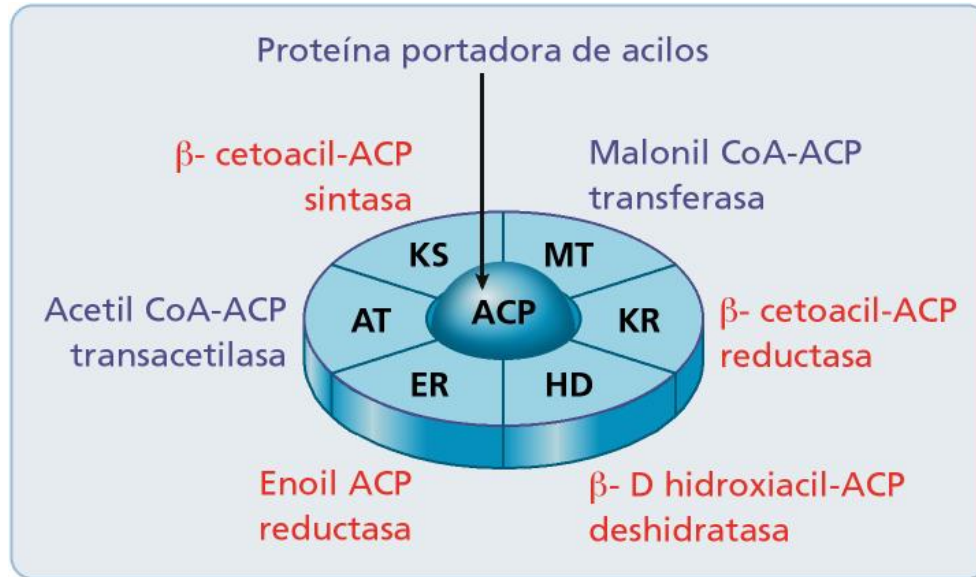 Proteína portadora de acilos
β- cetoacil-ACP
sintasa
Malonil CoA-ACP
transferasa
KS
MT
Acetil CoA-ACP
transacetilasa
AT
ACP
KR
β- cetoacil-ACP
reductasa
ER
HD
Enoil ACP
reductasa
β- D hidroxiacil-ACP
deshidratasa